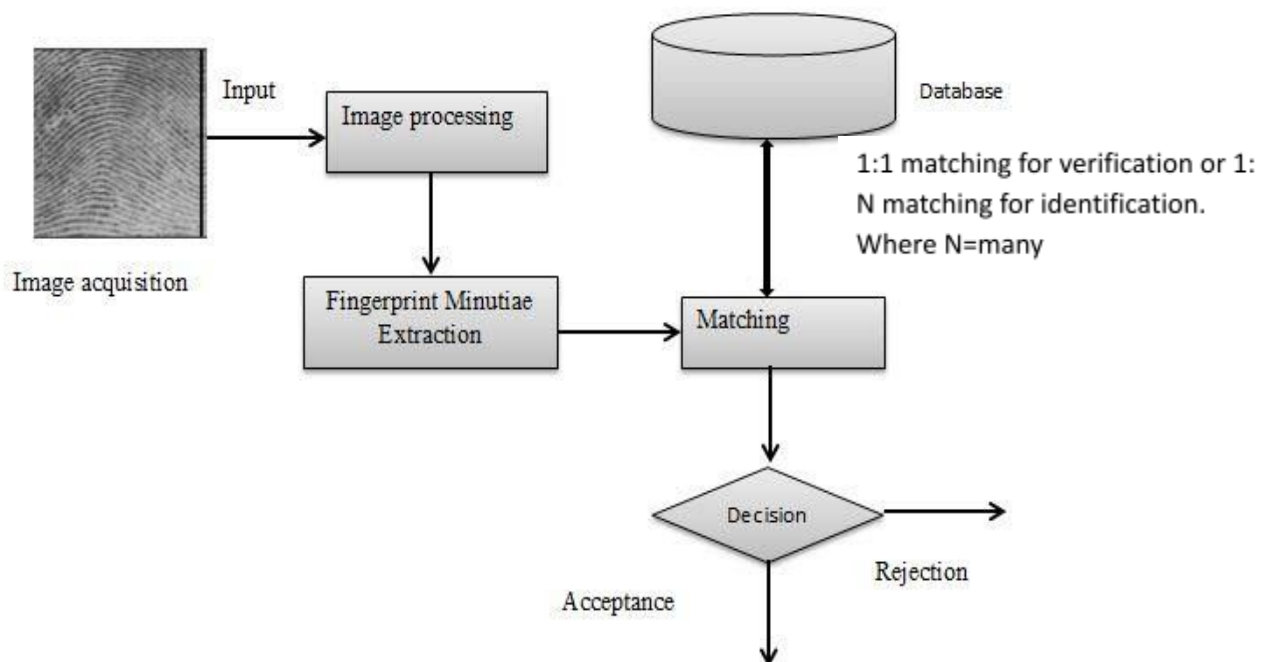 Input
Image processing
Database
1:1 matching for verification or 1:
N matching for identification.
Where N=many
Image acquisition
Fingerprint Minutiae
Extraction
Matching
Decision
Rejection
Acceptance